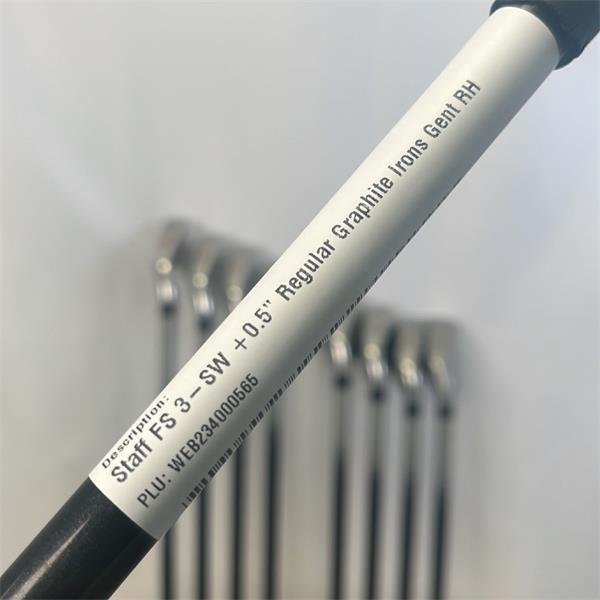 Description:
Staff FS 3-SW +0.5" Regular Graphite Irons Gent RH
PLU: WEB234000565